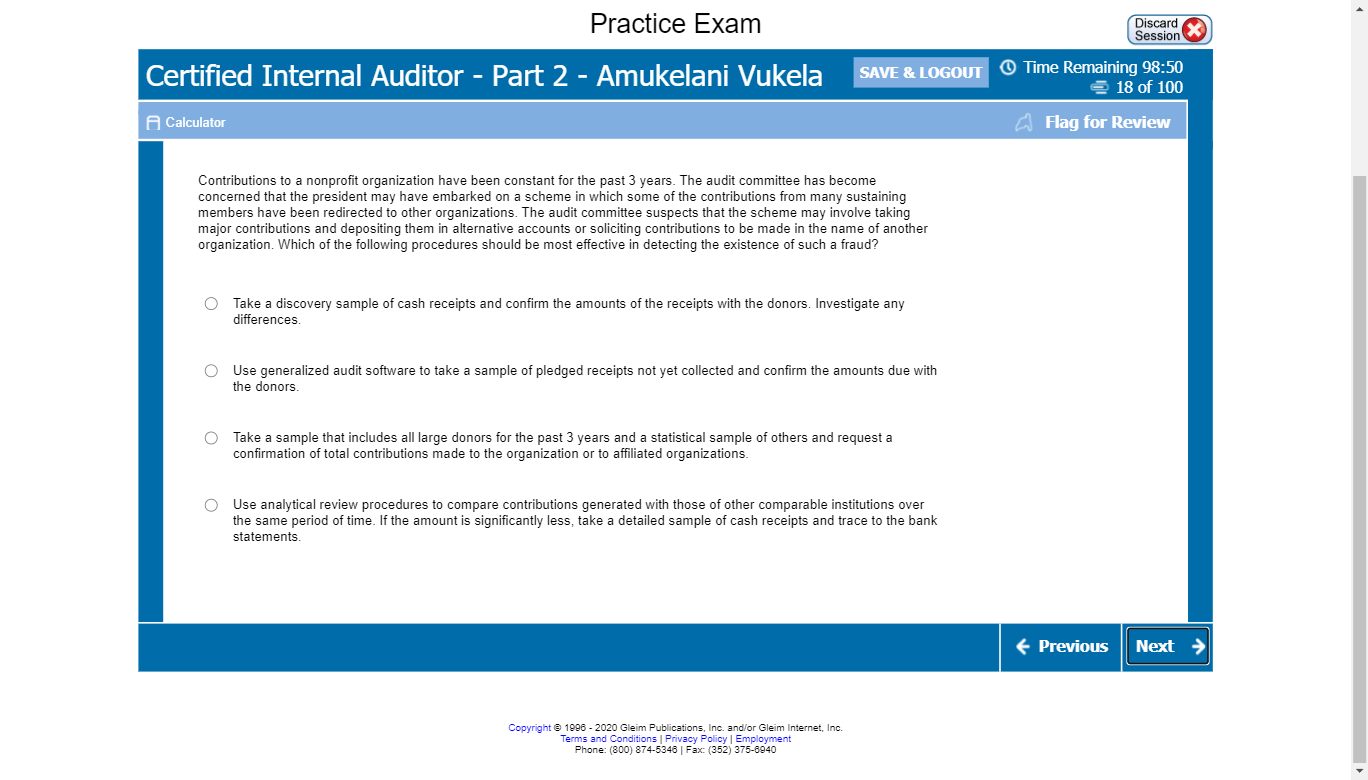 Practice Exam
Discard
Session
Certified Internal Auditor - Part 2 - Amukelani Vukela
SAVE & LOGOUT
Time Remaining 98:50
18 of 100
Calculator
Flag for Review
Contributions to a nonprofit organization have been constant for the past 3 years. The audit committee has become
concerned that the president may have embarked on a scheme in which some of the contributions from many sustaining
members have been redirected to other organizations. The audit committee suspects that the scheme may involve taking
major contributions and depositing them in alternative accounts or soliciting contributions to be made in the name of another
organization. Which of the following procedures should be most effective in detecting the existence of such a fraud?
Take a discovery sample of cash receipts and confirm the amounts of the receipts with the donors. Investigate any
differences.
Use generalized audit software to take a sample of pledged receipts not yet collected and confirm the amounts due with
the donors.
Take a sample that includes all large donors for the past 3 years and a statistical sample of others and request a
confirmation of total contributions made to the organization or to affiliated organizations.
Use analytical review procedures to compare contributions generated with those of other comparable institutions over
the same period of time. If the amount is significantly less, take a detailed sample of cash receipts and trace to the bank
statements.
Previous
Next
Copyright © 1996 - 2020 Gleim Publications, Inc. and/or Gleim Internet, Inc.
Terms and Conditions | Privacy Policy | Employment
Phone: (800) 874-5346 | Fax: (352) 375-6940